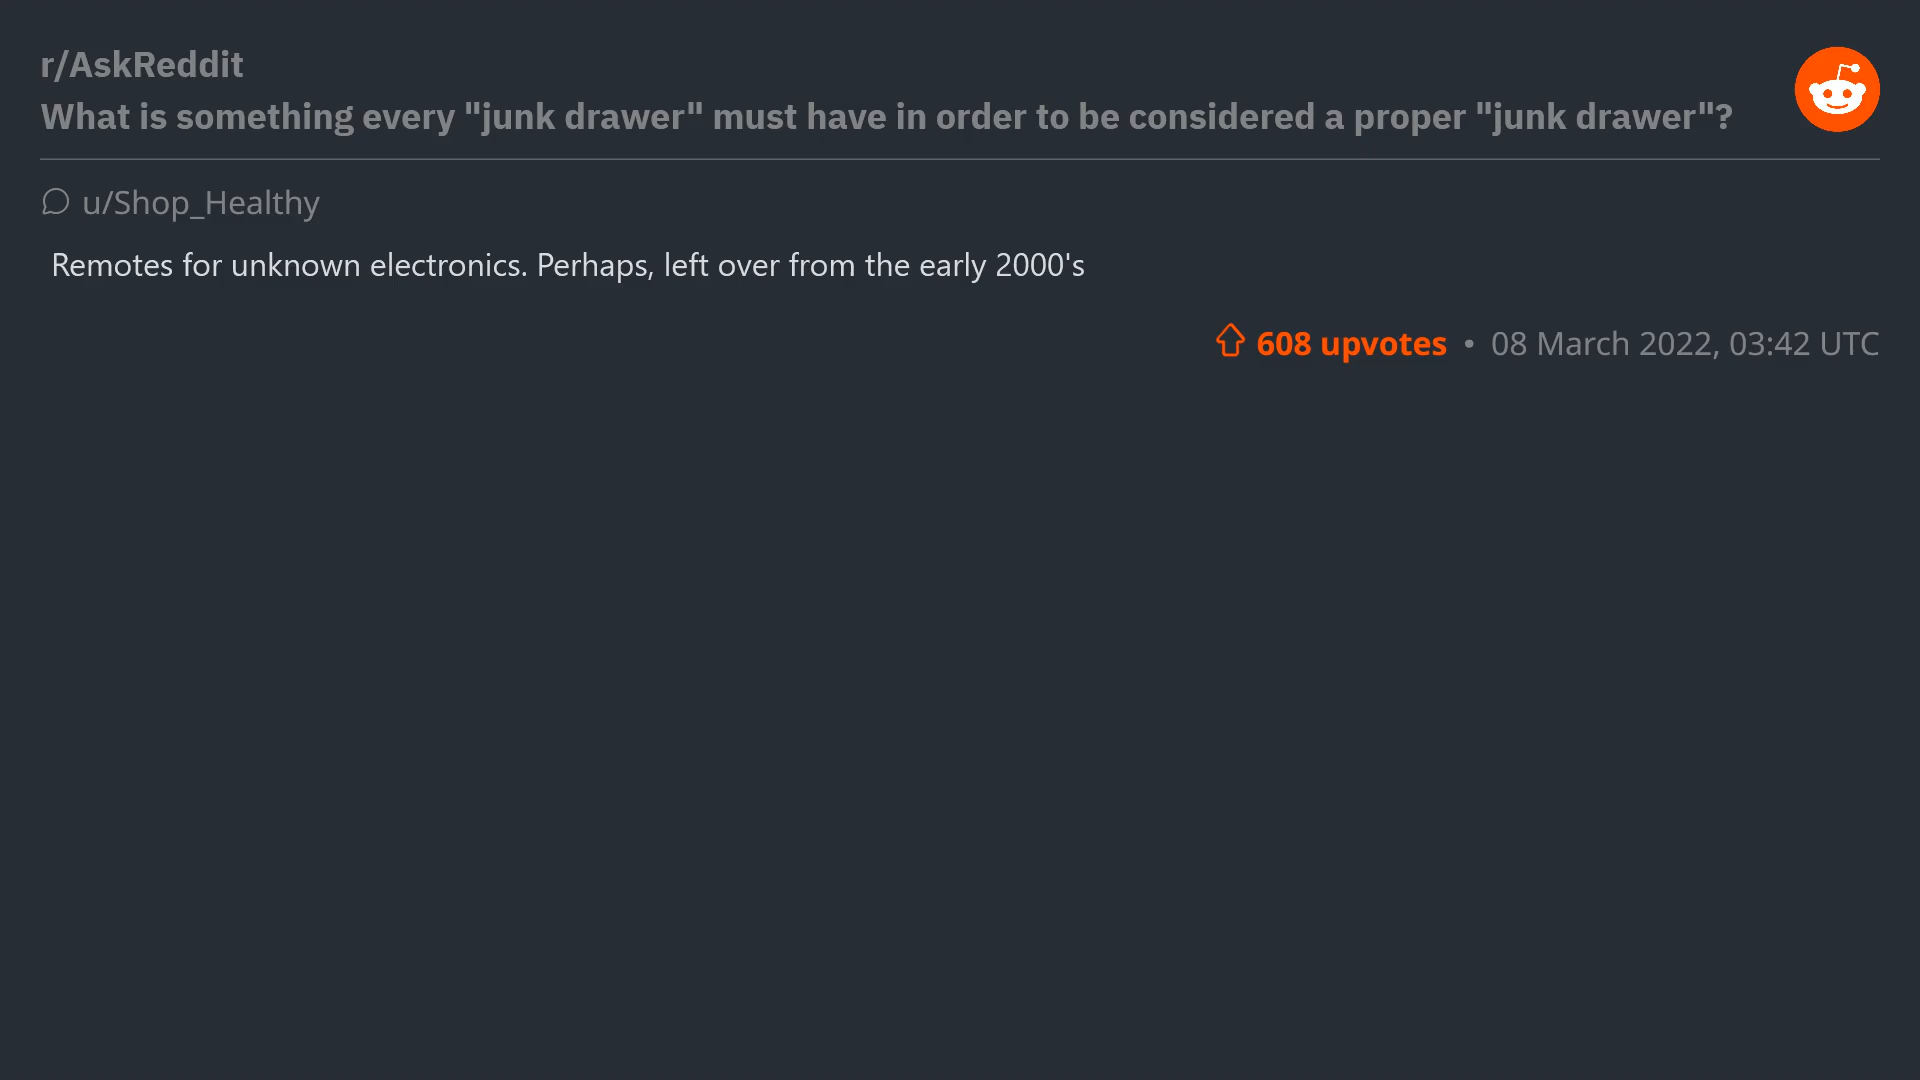 r/AskReddit
What is something every "junk drawer" must have in order to be considered a proper "junk drawer"?
u/Shop_Healthy
Remotes for unknown electronics. Perhaps, left over from the early 2000's
608 upvotes • 08 March 2022, 03:42 UTC